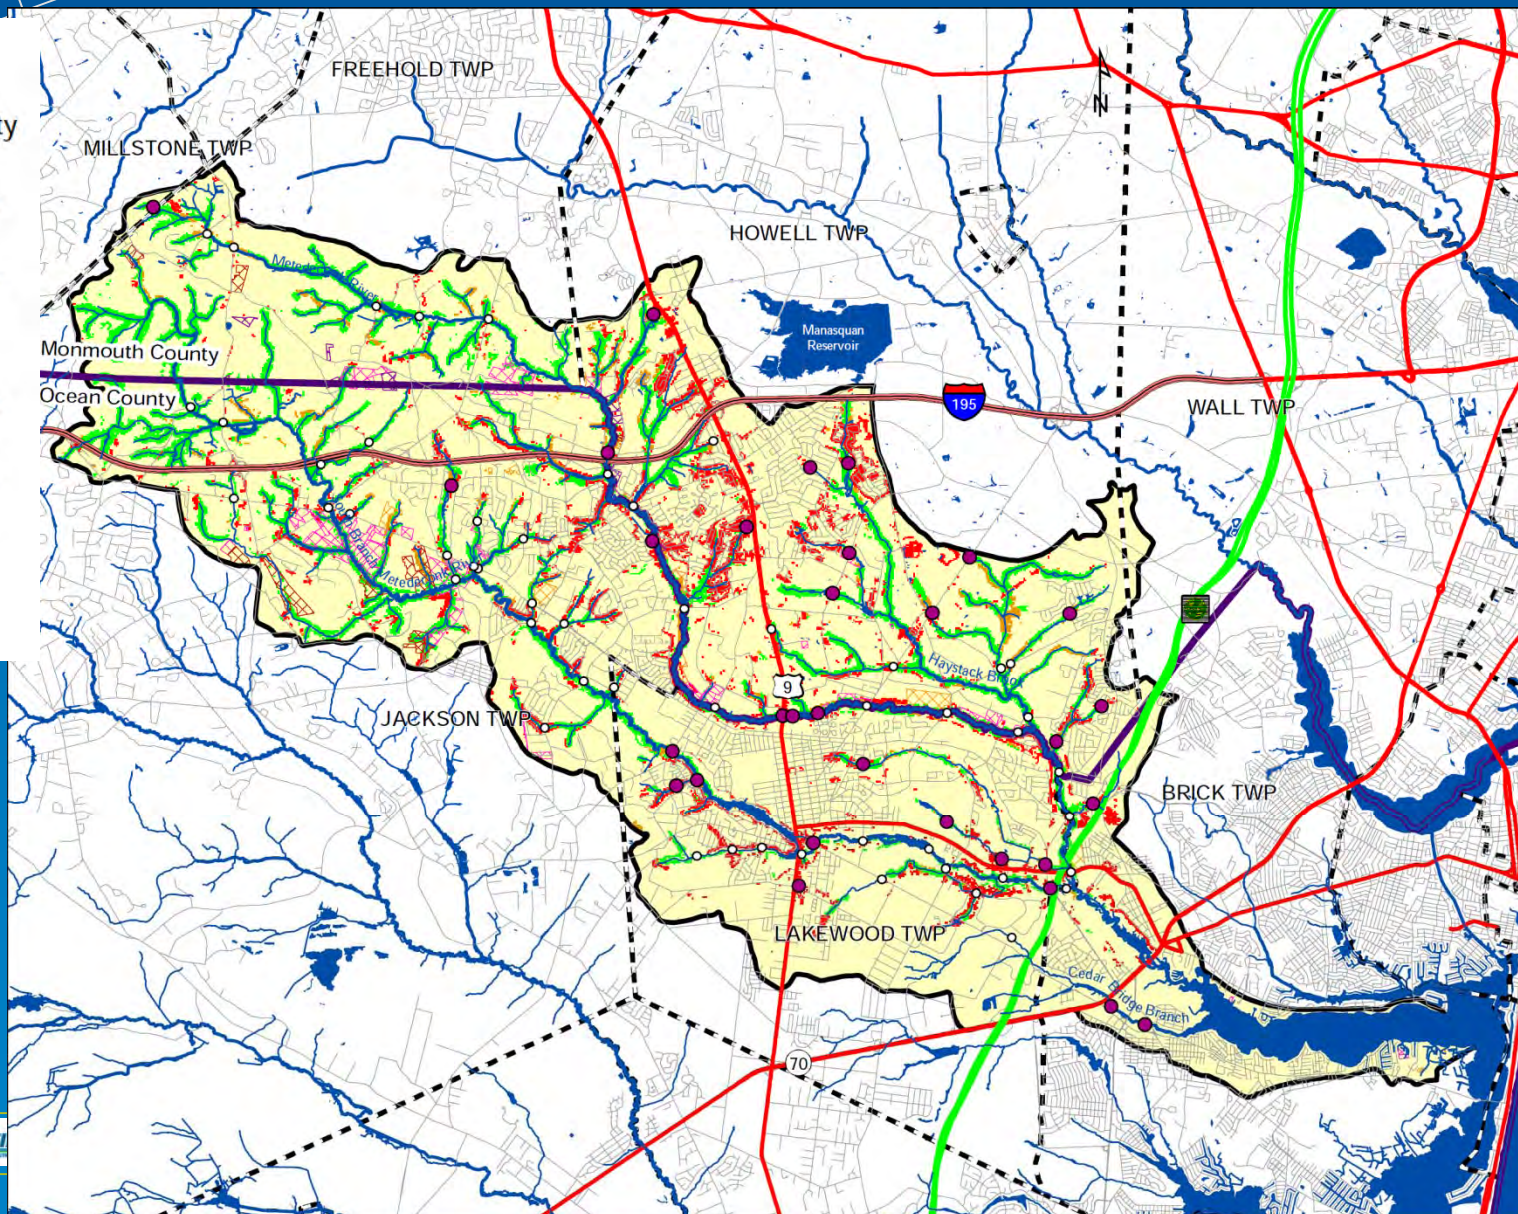 FREEHOLD TWP
N
ty
MILLSTONE TWP
HOWELL TWP
Manasquan
Reservoir
Monmouth County
Ocean County
195
WALL TWP
Haystack
9
JACKSON TWP
BRICK TWP
LAKEWOOD TWP
Cedar Bridge Branch
70